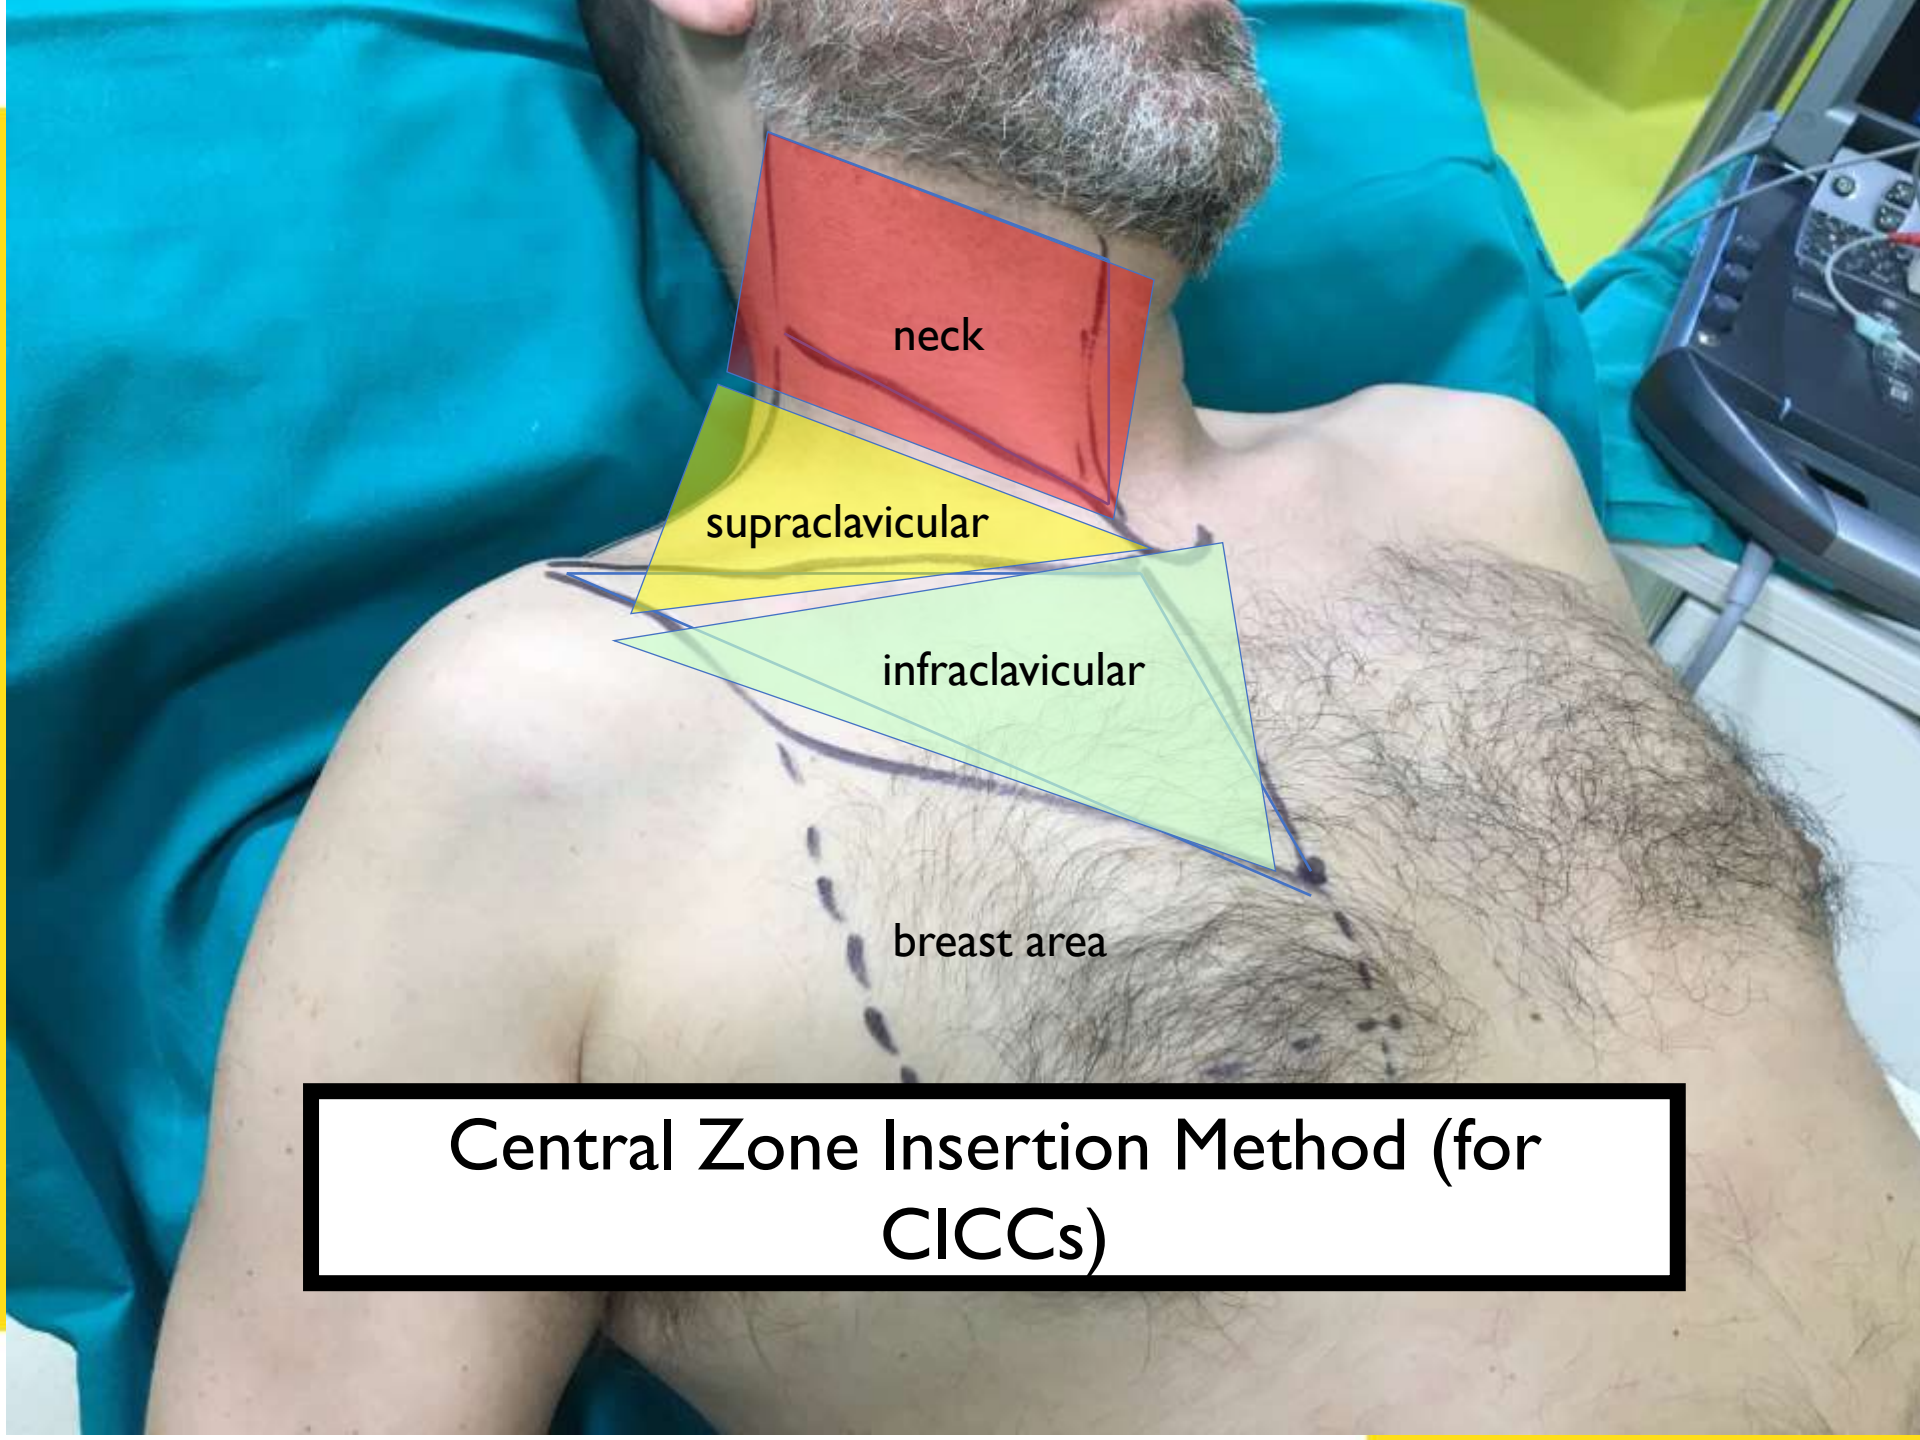 neck
supraclavicular
infraclavicular
breast area
Central Zone Insertion Method (for
CICCs)